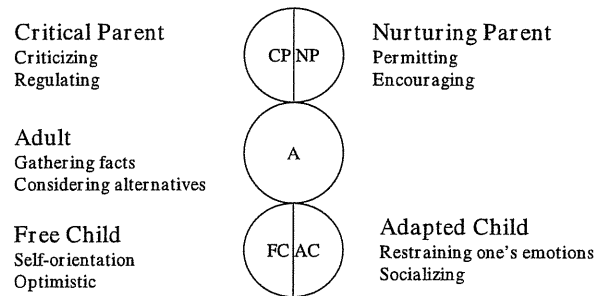 Critical Parent
Criticizing
Regulating
CP NP
Nurturing Parent
Permitting
Encouraging
Adult
Gathering facts
Considering alternatives
A
Free Child
Self-orientation
Optimistic
FC AC
Adapted Child
Restraining one's emotions
Socializing